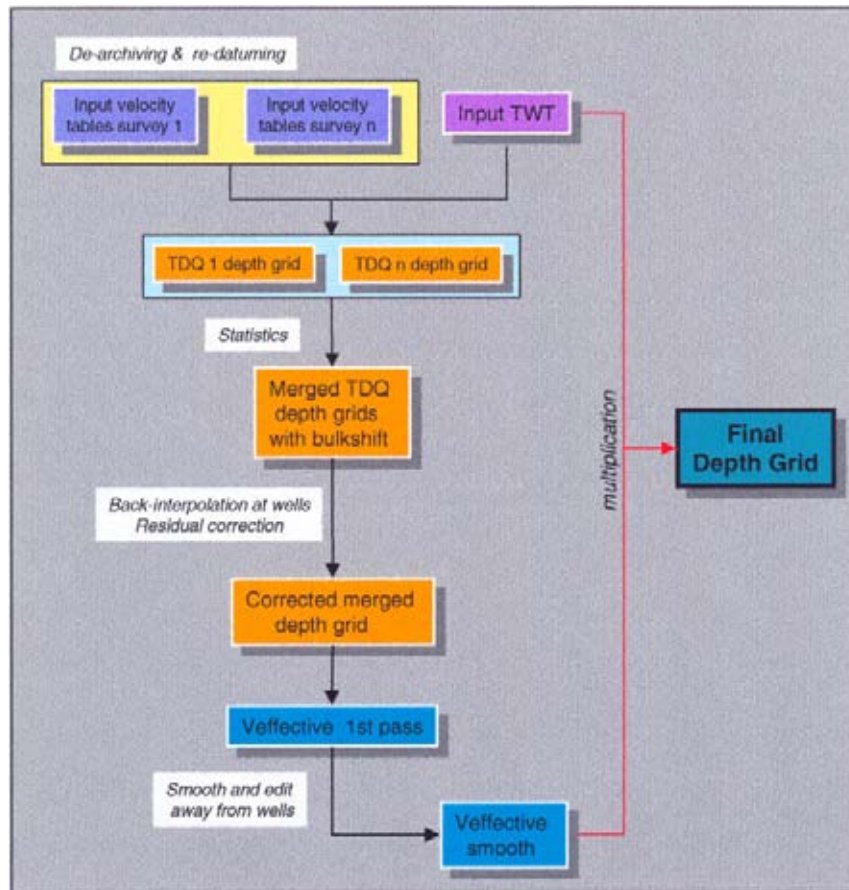 De-archiving & re-datuming
Input velocity
tables survey 1
Input velocity
tables survey n
Input TWT
TDQ 1 depth grid
TDQ n depth grid
Statistics
Merged TDQ
depth grids
with bulkshift
Back-interpolation at wells
Residual correction
multiplication
Final
Depth Grid
Corrected merged
depth grid
Veffective 1st pass
Smooth and edit
away from wells
Veffective
smooth